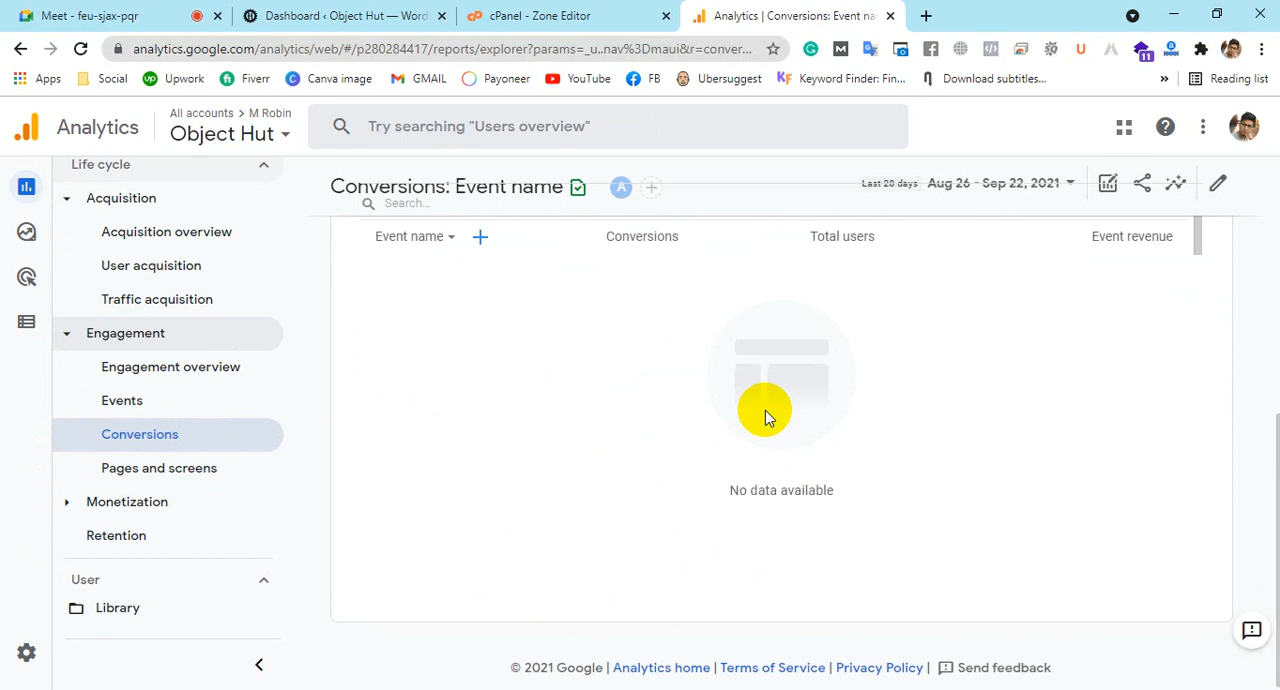 Meet - feu-sjax-pqr
Dashboard ‹ Object Hut — Word
cPanel - Zone Editor
Analytics | Conversions: Event nam
analytics.google.com/analytics/web/#/p280284417/reports/explorer?params=_u..nav%3Dmaui&r=conver...
11
Apps
Social
Upwork
Fiverr
Canva image
GMAIL
Payoneer
YouTube
FB
Ubersuggest
Keyword Finder: Fin...
Download subtitles...
»
Reading list
Analytics
All accounts > M Robin
Object Hut
Try searching "Users overview"
Life cycle
Acquisition
Acquisition overview
User acquisition
Traffic acquisition
Engagement
Engagement overview
Events
Conversions
Pages and screens
Monetization
Retention
User
Library
Conversions: Event name
A
Last 28 days
Aug 26 - Sep 22, 2021
Search...
Event name
Conversions
Total users
Event revenue
No data available
© 2021 Google | Analytics home | Terms of Service | Privacy Policy | Send feedback